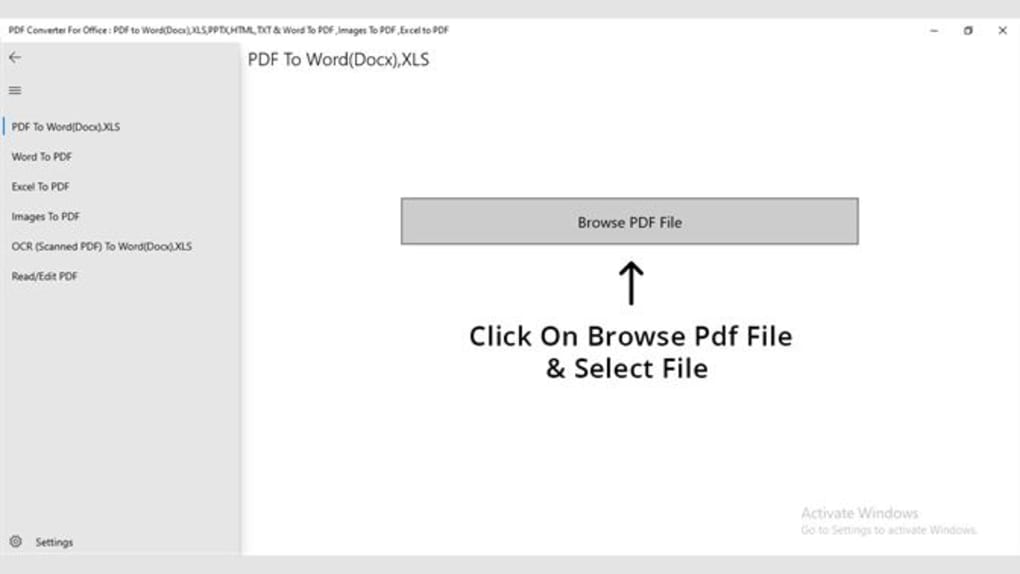 PDF Converter For Office : PDF to Word(Docx),XLS,PPTX,HTML,TXT & Word To PDF ,Images To PDF ,Excel to PDF
PDF To Word(Docx),XLS
PDF To Word(Docx),XLS
Word To PDF
Excel To PDF
Images To PDF
OCR (Scanned PDF) To Word(Docx),XLS
Read/Edit PDF
Settings
Browse PDF File
Click On Browse Pdf File
& Select File
Activate Windows
Go to Settings to activate Windows.